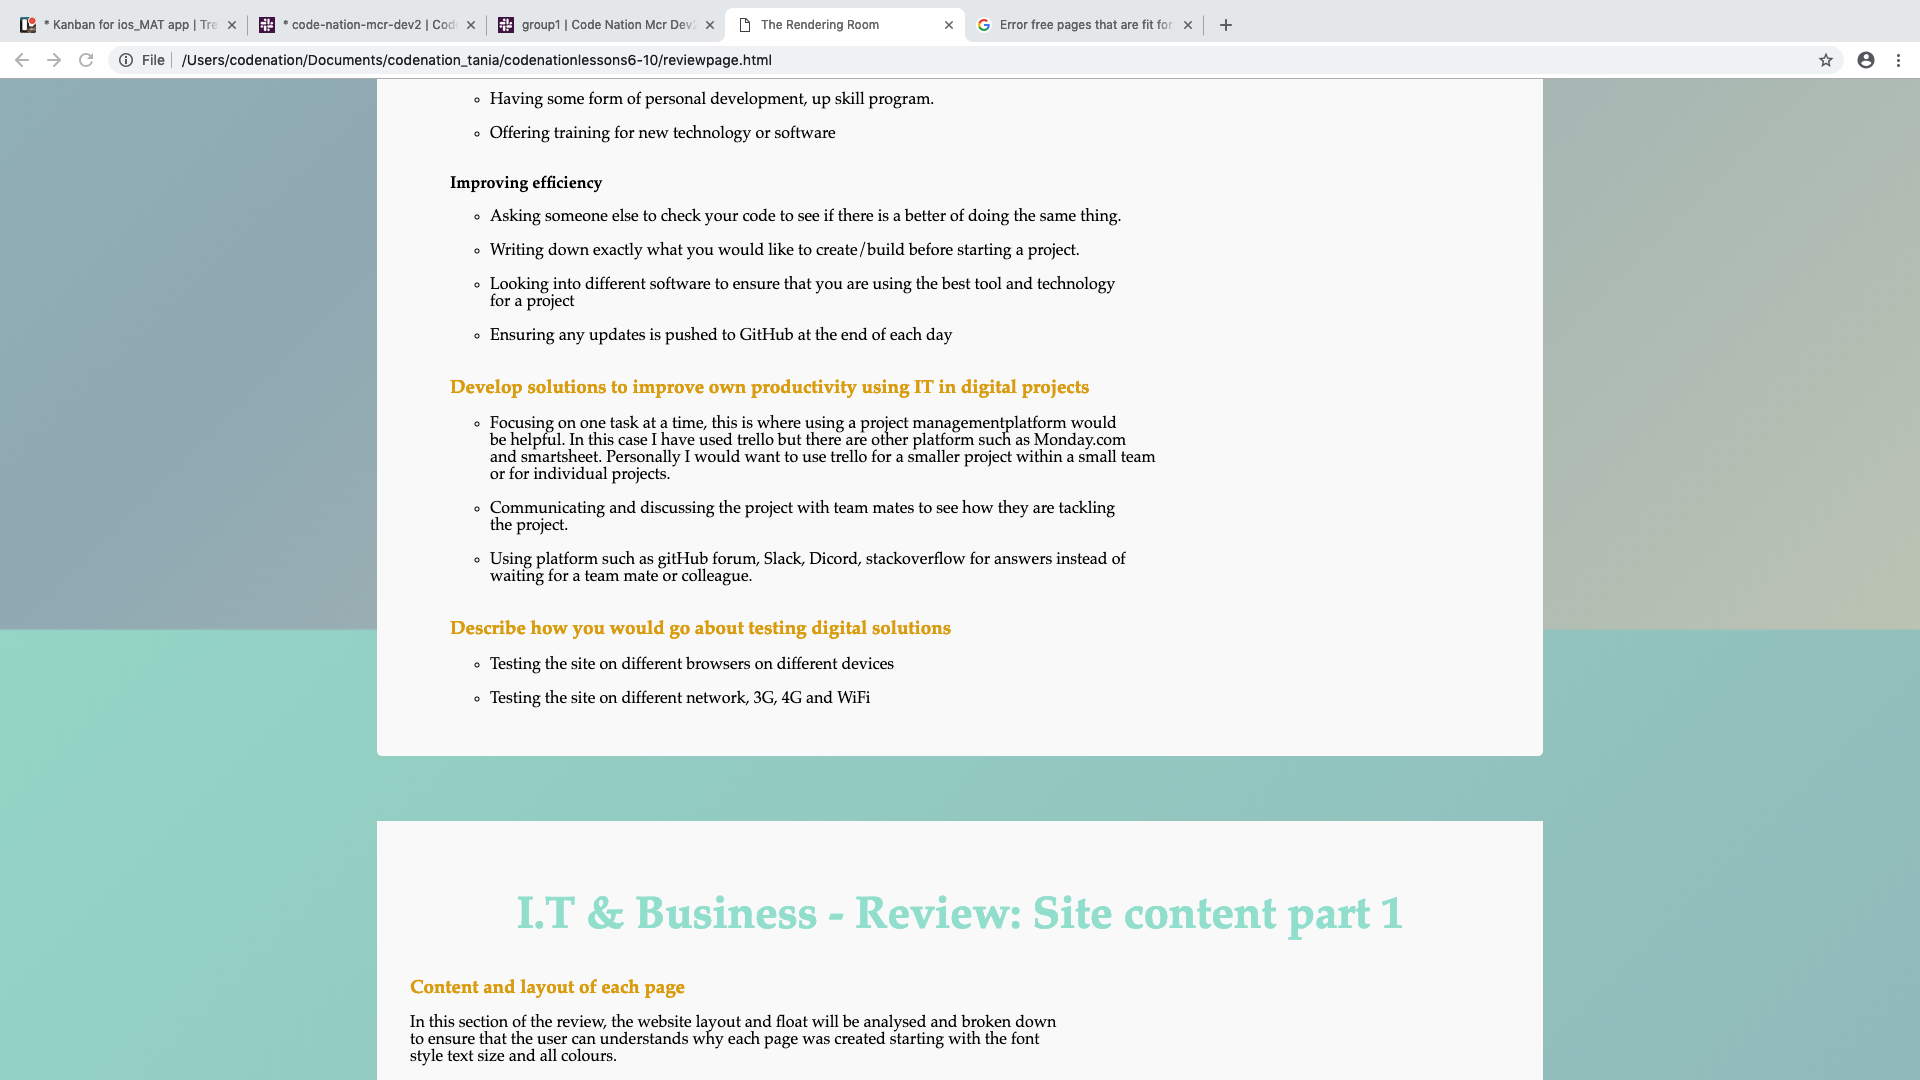 * Kanban for ios_MAT app | Tre
* code-nation-mcr-dev2 | Cod
group1 | Code Nation Mcr Dev2
The Rendering Room
Error free pages that are fit for
File
/Users/codenation/Documents/codenation_tania/codenationlessons6-10/reviewpage.html
Having some form of personal development, up skill program.
Offering training for new technology or software
Improving efficiency
Asking someone else to check your code to see if there is a better of doing the same thing.
Writing down exactly what you would like to create/build before starting a project.
Looking into different software to ensure that you are using the best tool and technology
for a project
Ensuring any updates is pushed to GitHub at the end of each day
Develop solutions to improve own productivity using IT in digital projects
Focusing on one task at a time, this is where using a project managementplatform would
be helpful. In this case I have used trello but there are other platform such as Monday.com
and smartsheet. Personally I would want to use trello for a smaller project within a small team
or for individual projects.
Communicating and discussing the project with team mates to see how they are tackling
the project.
Using platform such as gitHub forum, Slack, Dicord, stackoverflow for answers instead of
waiting for a team mate or colleague.
Describe how you would go about testing digital solutions
Testing the site on different browsers on different devices
Testing the site on different network, 3G, 4G and WiFi
I.T & Business - Review: Site content part 1
Content and layout of each page
In this section of the review, the website layout and float will be analysed and broken down
to ensure that the user can understands why each page was created starting with the font
style text size and all colours.